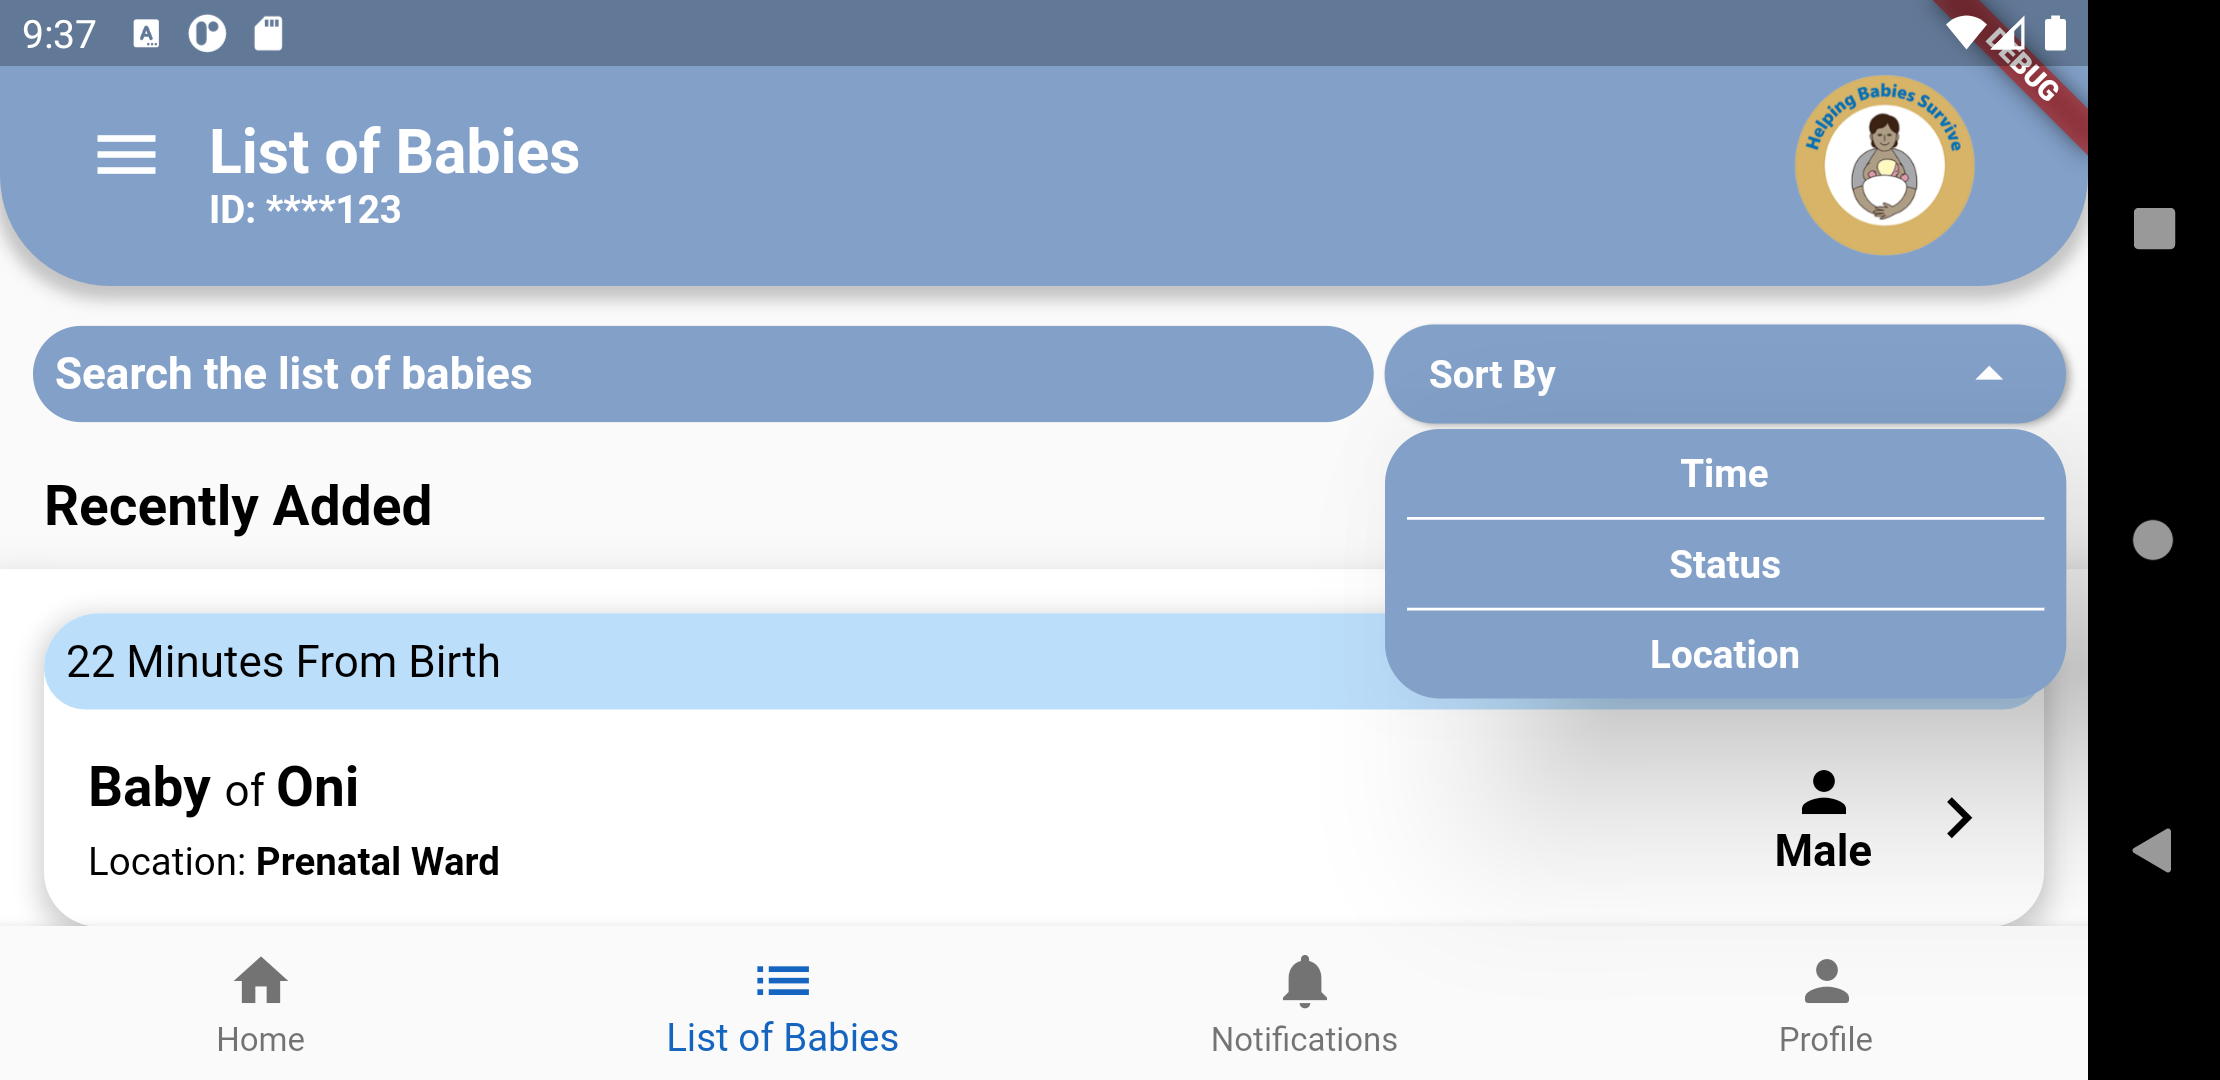 9:37
DEBUG
List of Babies
ID: ****123
Helping Babies Survive
Search the list of babies
Sort By
Time
Status
Location
Recently Added
22 Minutes From Birth
Baby of Oni
Location: Prenatal Ward
Male
Home
List of Babies
Notifications
Profile